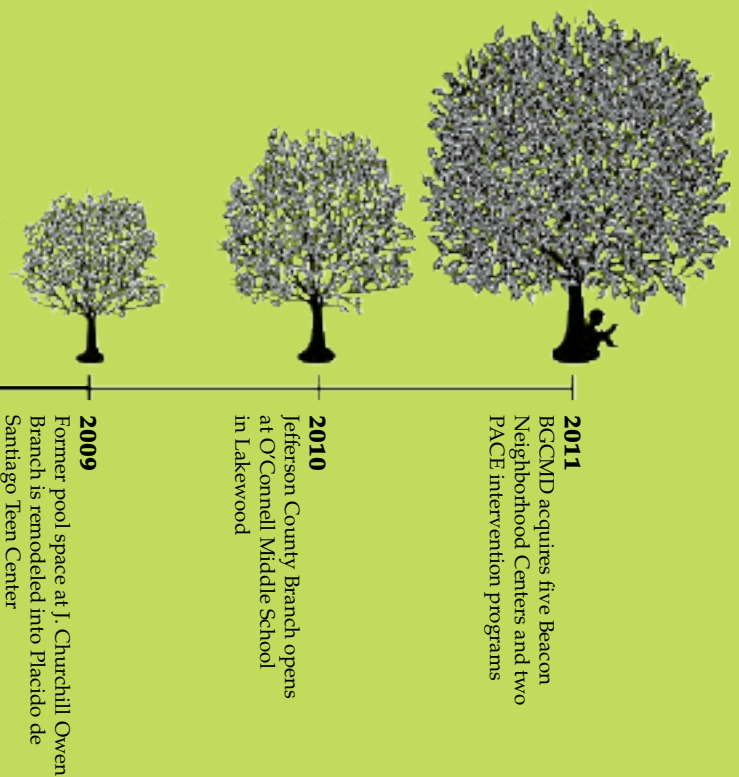 2009
Former pool space at J. Churchill Owen
Branch is remodeled into Placido de
Santiago Teen Center
2010
Jefferson County Branch opens
at O’Connell Middle School
in Lakewood
2011
BGCMD acquires five Beacon
Neighborhood Centers and two
PACE intervention programs